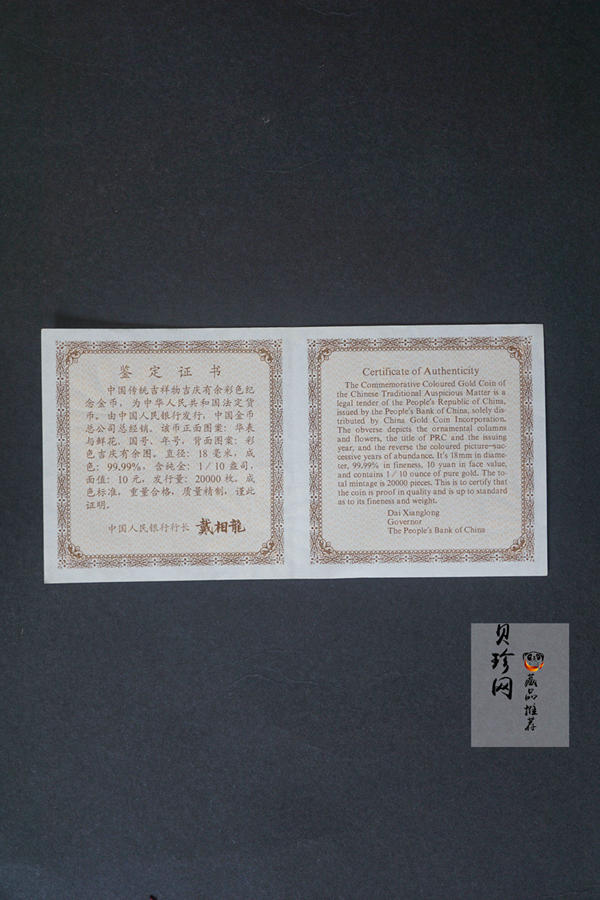 鉴定证书
中国传统吉祥物吉庆有余彩色纪
念金币，为中华人民共和国法定货
币。由中国人民银行发行，中国金币
总公司总经销。该币正面图案：华表
与鲜花、国号、年号，背面图案：彩
色吉庆有余图。直径：18毫米，成
色：99.99%，含纯金：1/10盎司，
面值：10元，发行量：20000枚。成
色标准，重量合格，质量精制，谨此
证明。
中国人民银行行长 戴相龍
Certificate of Authenticity
The Commemorative Coloured Gold Coin of
the Chinese Traditional Auspicious Matter is a
legal tender of the People's Republic of China,
issued by the People's Bank of China, solely dis-
tributed by China Gold Coin Incorporation.
The obverse depicts the ornamental columns
and flowers, the title of PRC and the issuing
year, and the reverse the coloured picture-suc-
cessive years of abundance. It's 18mm in diame-
ter, 99.99% in fineness, 10 yuan in face value,
and contains 1/10 ounce of pure gold. The to-
tal mintage is 20000 pieces. This is to certify that
the coin is proof in quality and is up to standard
as to its fineness and weight.
Dai Xianglong
Governor
The People's Bank of China
贝珍网
藏品推荐